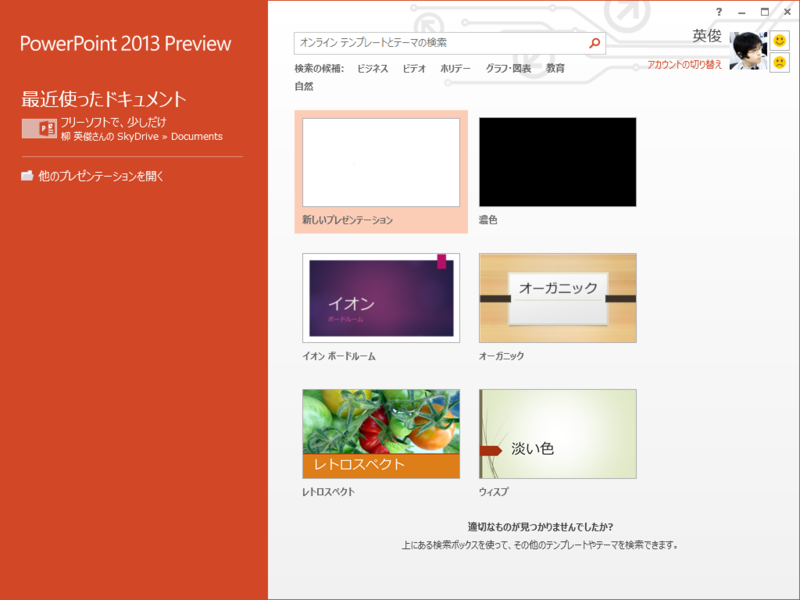 PowerPoint 2013 Preview
最近使ったドキュメント
フリーソフトで、少しだけ
柳 英俊さんの SkyDrive » Documents
他のプレゼンテーションを開く
?
英俊
アカウントの切り替え
オンライン テンプレートとテーマの検索
検索の候補: ビジネス ビデオ ホリデー グラフ・図表 教育
自然
新しいプレゼンテーション
濃色
イオン
ボードルーム
イオン ボードルーム
オーガニック
オーガニック
レトロスペクト
レトロスペクト
淡い色
ウィスプ
適切なものが見つかりませんでしたか?
上にある検索ボックスを使って、その他のテンプレートやテーマを検索できます。